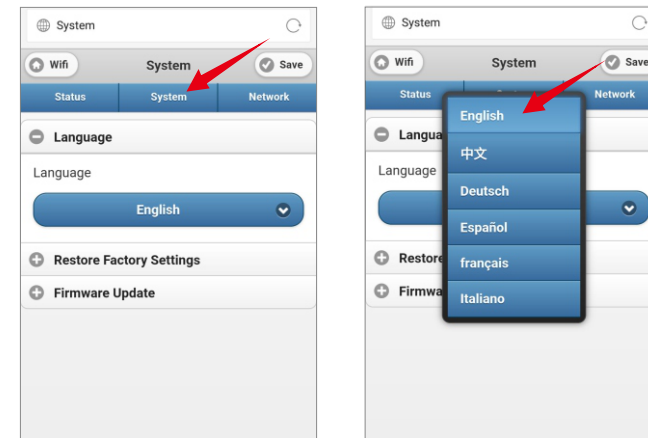 System
Wifi System Save
Status System Network
Language
Language
English
Restore Factory Settings
Firmware Update
System
Wifi System Save
Status Network
English
Langua
中文
Language
Deutsch
Español
Restore
français
Firmwa
Italiano